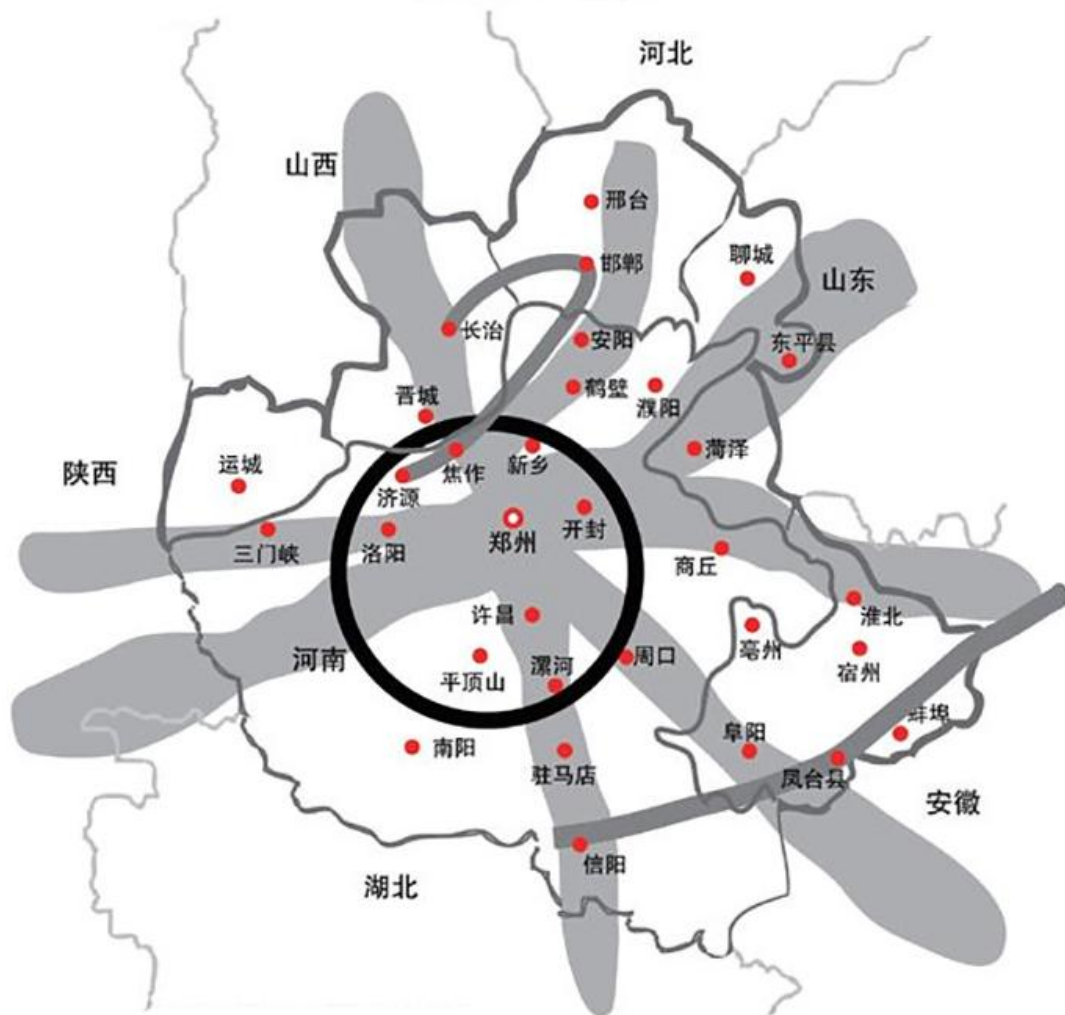 河北
山西
邢台
邯郸
聊城
山东
长治
安阳
东平县
晋城
鹤壁
濮阳
运城
焦作
新乡
菏泽
陕西
济源
三门峡
洛阳
郑州
开封
商丘
许昌
淮北
河南
平顶山
漯河
周口
亳州
宿州
南阳
驻马店
阜阳
凤台县
蚌埠
安徽
信阳
湖北